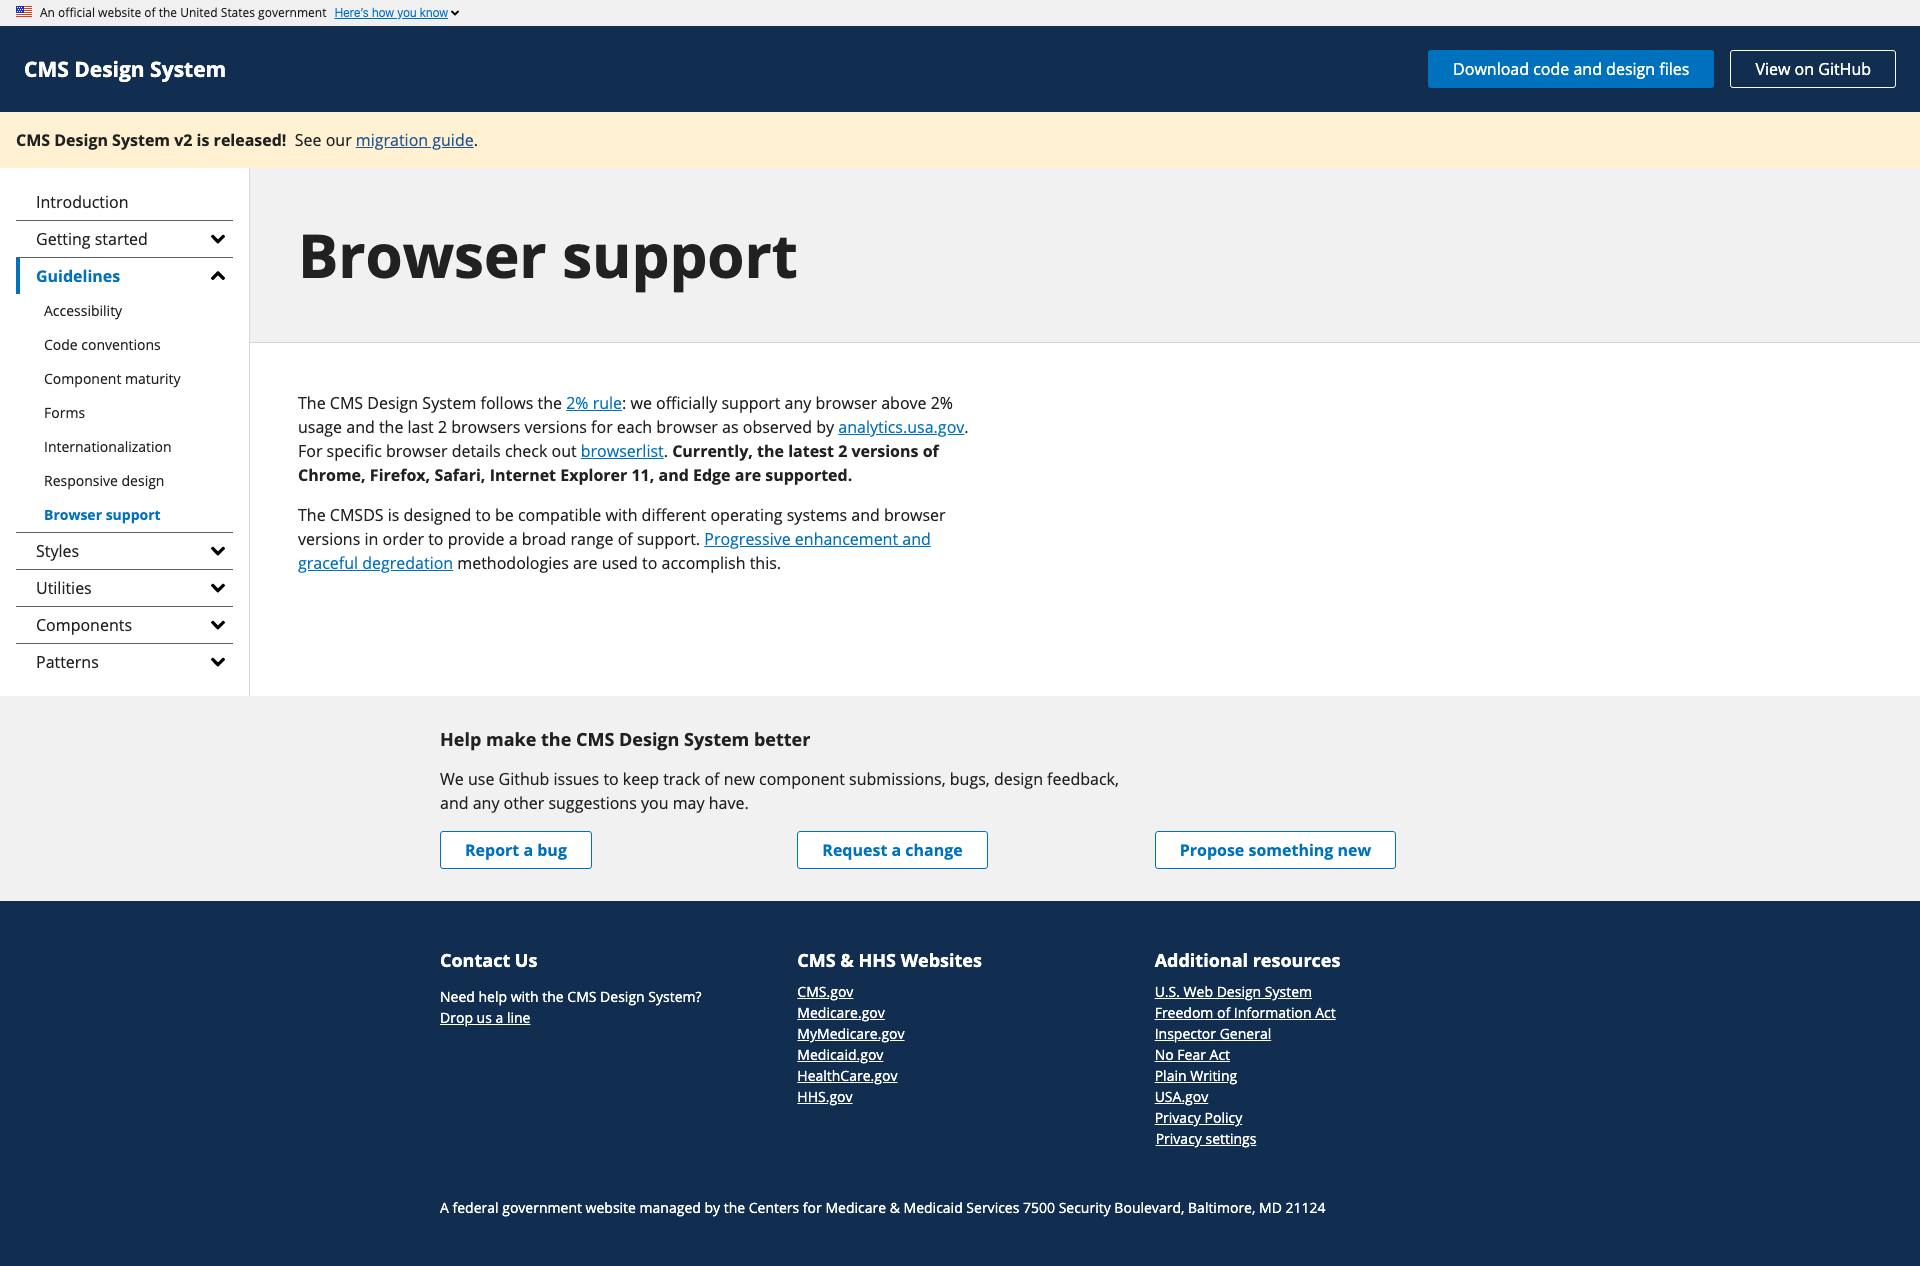 An official website of the United States government Here's how you know
CMS Design System
Download code and design files
View on GitHub
CMS Design System v2 is released! See our migration guide.
Introduction
Getting started
Guidelines
Accessibility
Code conventions
Component maturity
Forms
Internationalization
Responsive design
Browser support
Styles
Utilities
Components
Patterns
Browser support
The CMS Design System follows the 2% rule: we officially support any browser above 2%
usage and the last 2 browsers versions for each browser as observed by analytics.usa.gov.
For specific browser details check out browserlist. Currently, the latest 2 versions of
Chrome, Firefox, Safari, Internet Explorer 11, and Edge are supported.
The CMSDS is designed to be compatible with different operating systems and browser
versions in order to provide a broad range of support. Progressive enhancement and
graceful degredation methodologies are used to accomplish this.
Help make the CMS Design System better
We use Github issues to keep track of new component submissions, bugs, design feedback,
and any other suggestions you may have.
Report a bug
Request a change
Propose something new
Contact Us
Need help with the CMS Design System?
Drop us a line
CMS & HHS Websites
CMS.gov
Medicare.gov
MyMedicare.gov
Medicaid.gov
HealthCare.gov
HHS.gov
Additional resources
U.S. Web Design System
Freedom of Information Act
Inspector General
No Fear Act
Plain Writing
USA.gov
Privacy Policy
Privacy settings
A federal government website managed by the Centers for Medicare & Medicaid Services 7500 Security Boulevard, Baltimore, MD 21124